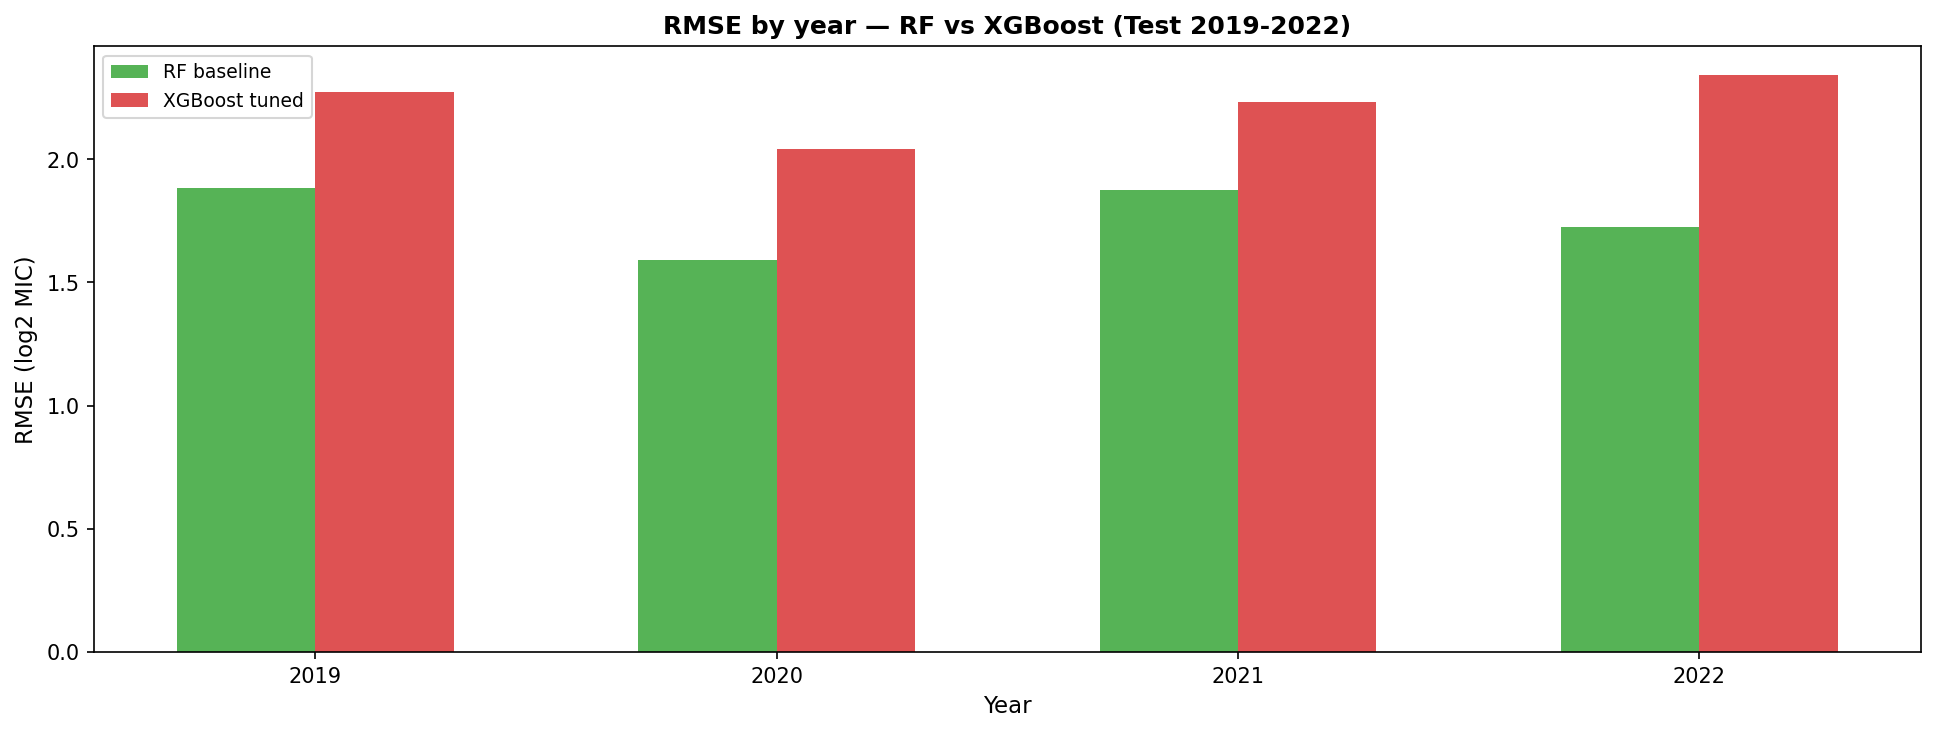 RMSE by year — RF vs XGBoost (Test 2019-2022)
RF baseline
XGBoost tuned
RMSE (log2 MIC)
2.0
1.5
1.0
0.5
0.0
2019 2020 2021 2022
Year